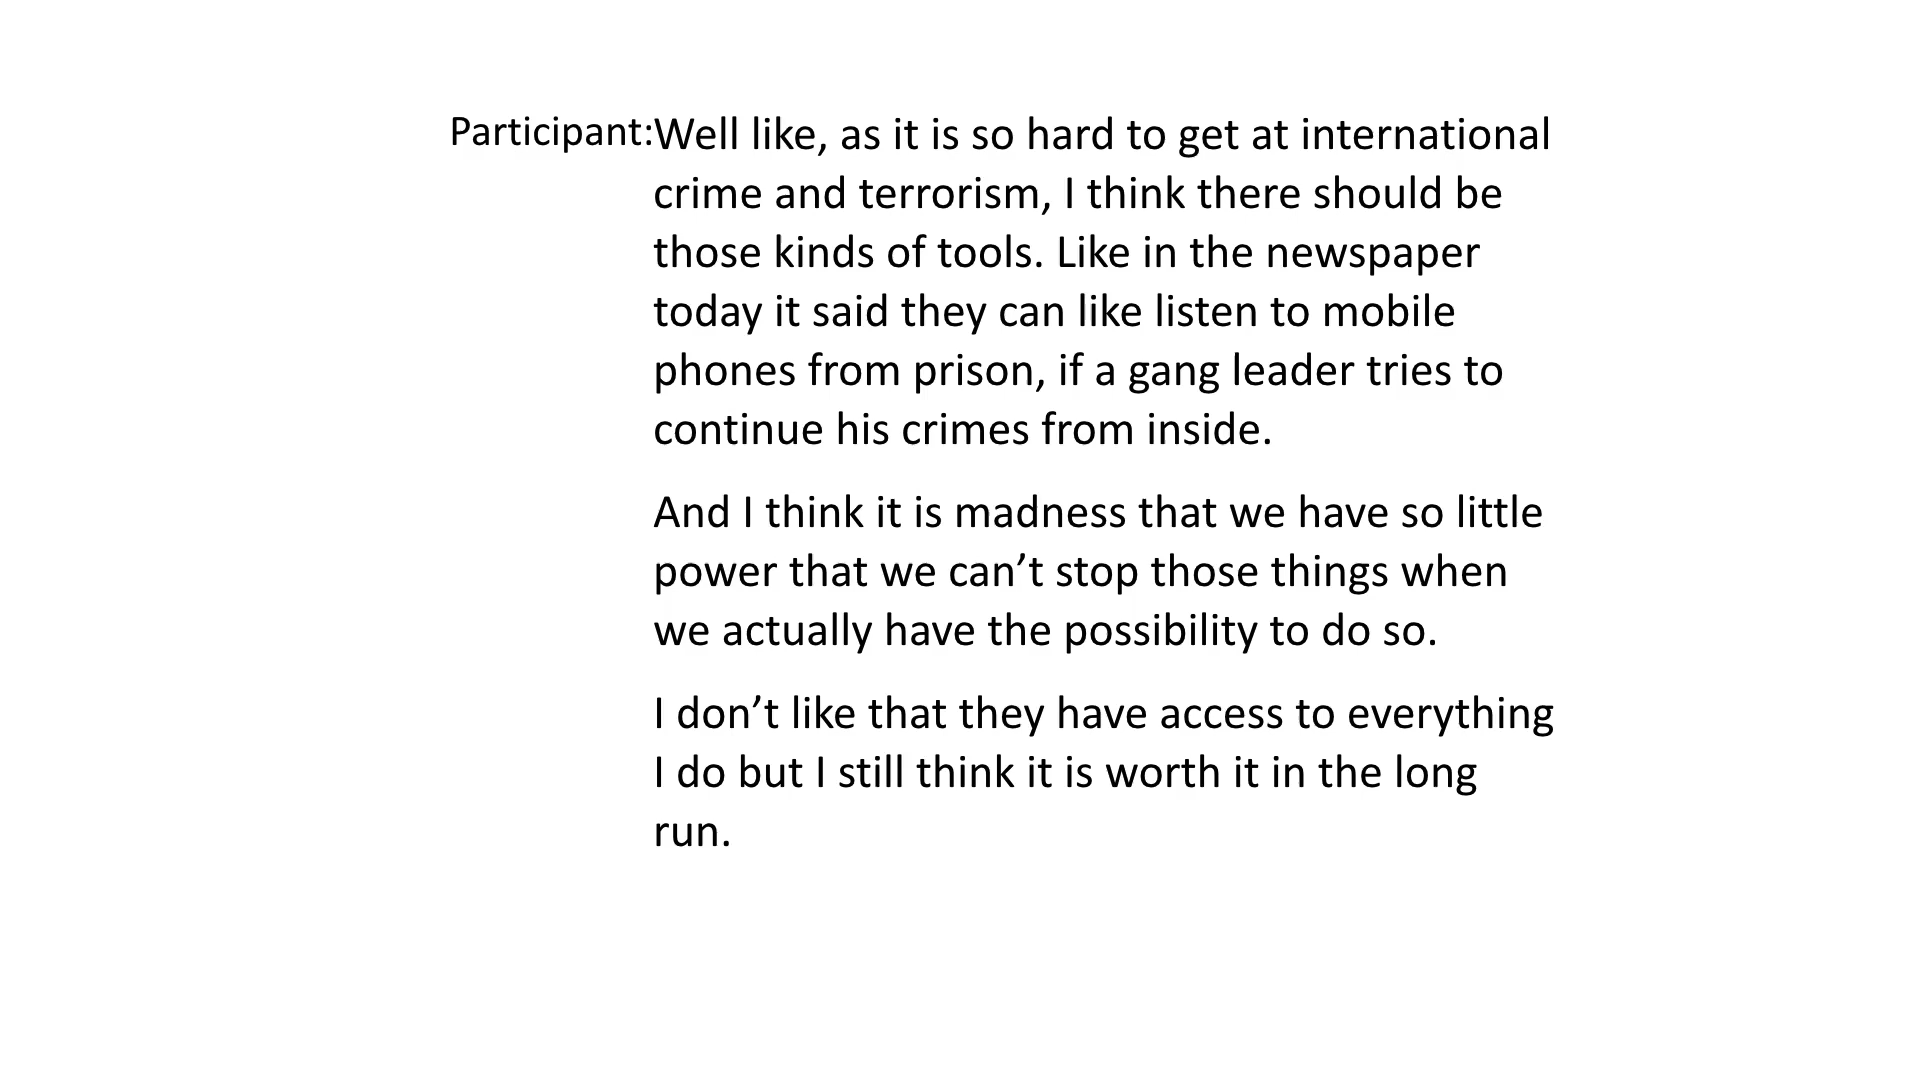 Participant:Well like, as it is so hard to get at international
crime and terrorism, I think there should be
those kinds of tools. Like in the newspaper
today it said they can like listen to mobile
phones from prison, if a gang leader tries to
continue his crimes from inside.
And I think it is madness that we have so little
power that we can’t stop those things when
we actually have the possibility to do so.
I don’t like that they have access to everything
I do but I still think it is worth it in the long
run.